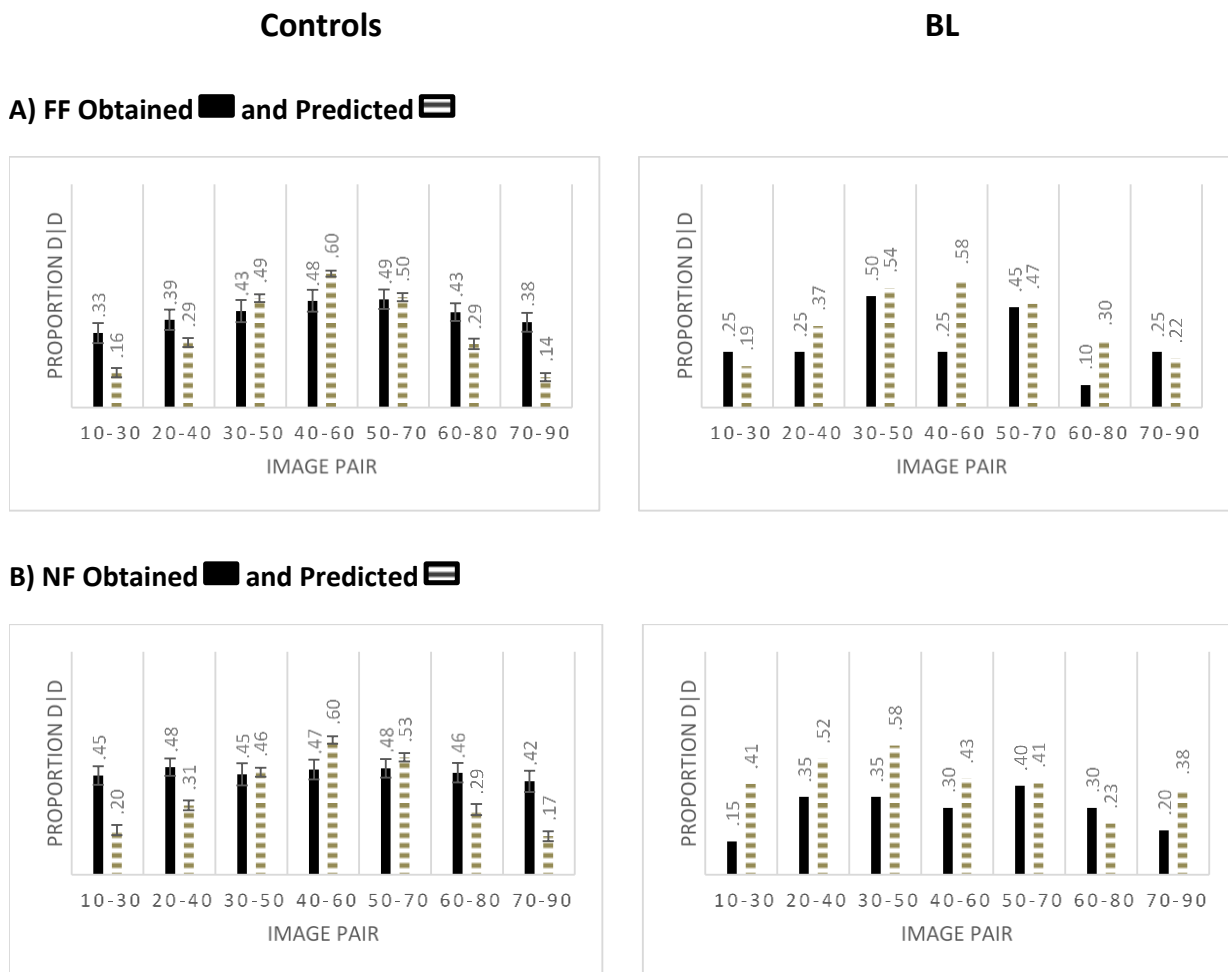 Controls
BL
A) FF Obtained and Predicted
PROPORTION D|D
.33 .16 .39 .29 .43 .49 .48 .60 .49 .50 .43 .29 .38 .14
10-30 20-40 30-50 40-60 50-70 60-80 70-90
IMAGE PAIR
PROPORTION D|D
.25 .19 .25 .37 .50 .54 .25 .58 .45 .47 .10 .30 .25 .22
10-30 20-40 30-50 40-60 50-70 60-80 70-90
IMAGE PAIR
B) NF Obtained and Predicted
PROPORTION D|D
.45 .20 .48 .31 .45 .46 .47 .60 .48 .53 .46 .29 .42 .17
10-30 20-40 30-50 40-60 50-70 60-80 70-90
IMAGE PAIR
PROPORTION D|D
.15 .41 .35 .52 .35 .58 .30 .43 .40 .41 .30 .23 .20 .38
10-30 20-40 30-50 40-60 50-70 60-80 70-90
IMAGE PAIR